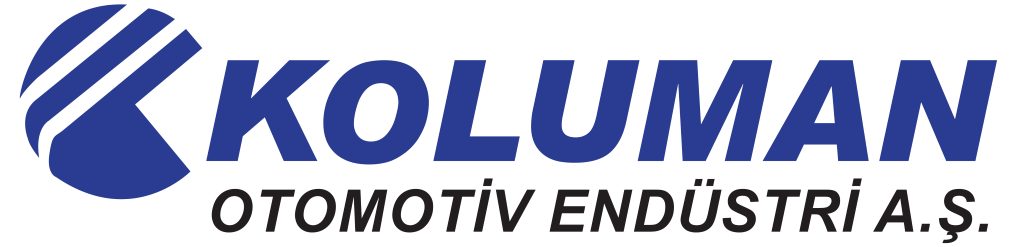 KOLUMAN
OTOMOTİV ENDÜSTRİ A.Ş.